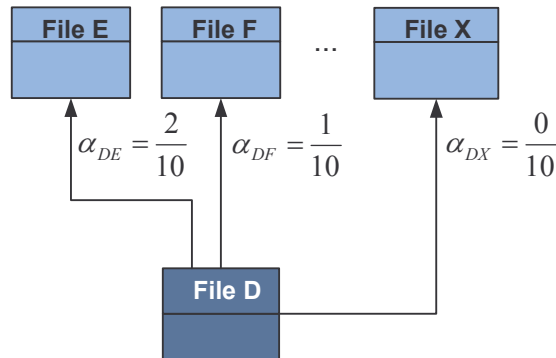 File E File F ... File X
α_DE = 2/10 α_DF = 1/10 α_DX = 0/10
File D